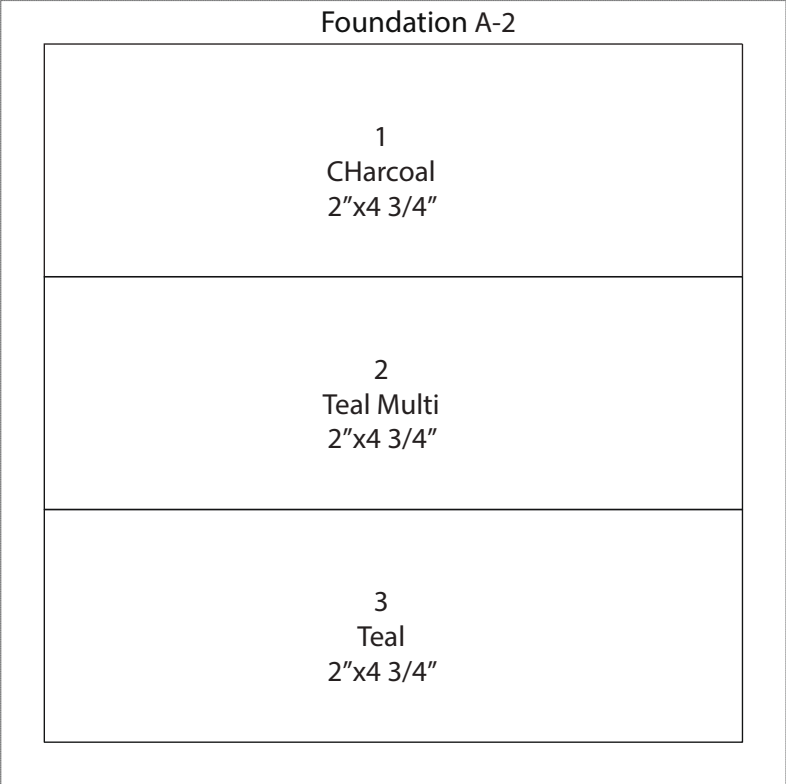 Foundation A-2
1
CHarcoal
2”x4 3/4”
2
Teal Multi
2”x4 3/4”
3
Teal
2”x4 3/4”